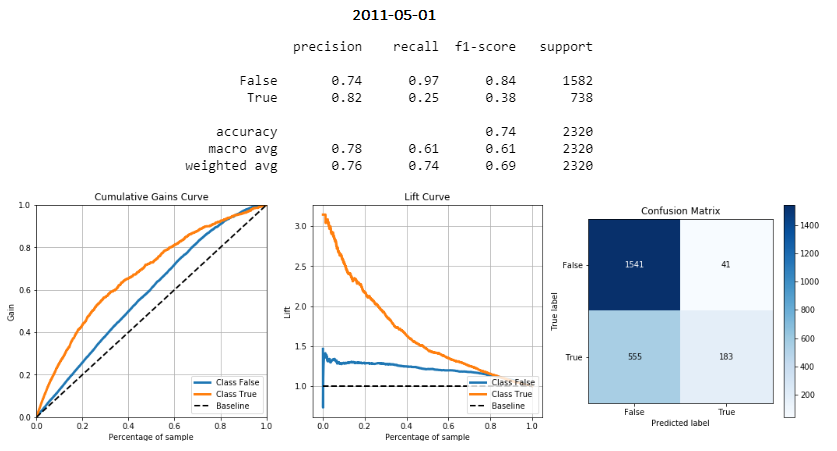 2011-05-01
precision recall f1-score support
False 0.74 0.97 0.84 1582
True 0.82 0.25 0.38 738
accuracy 0.74 2320
macro avg 0.78 0.61 0.61 2320
weighted avg 0.76 0.74 0.69 2320
Cumulative Gains Curve
1.0
0.8
0.6
0.4
0.2
0.0
Gain
0.0 0.2 0.4 0.6 0.8 1.0
Percentage of sample
Class False
Class True
Baseline
Lift Curve
3.0
2.5
2.0
1.5
1.0
Lift
0.0 0.2 0.4 0.6 0.8 1.0
Percentage of sample
Class False
Class True
Baseline
Confusion Matrix
True label
False 1541 41
True 555 183
False True
Predicted label
1400
1200
1000
800
600
400
200